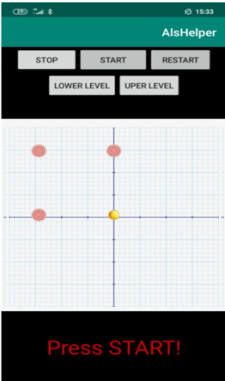 15:33
AlsHelper
STOP START RESTART
LOWER LEVEL UPER LEVEL
Press START!